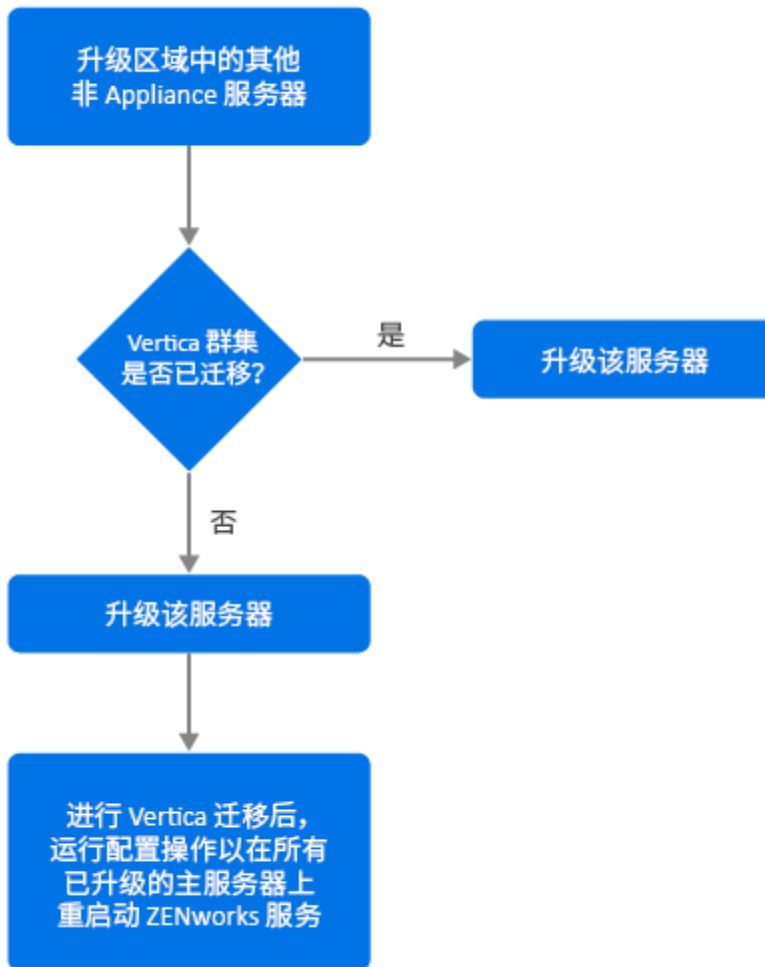 升级区域中的其他
非 Appliance 服务器
Vertica 群集
是否已迁移?
是
升级该服务器
否
升级该服务器
进行 Vertica 迁移后，
运行配置操作以在所有
已升级的主服务器上
重启动 ZENworks 服务